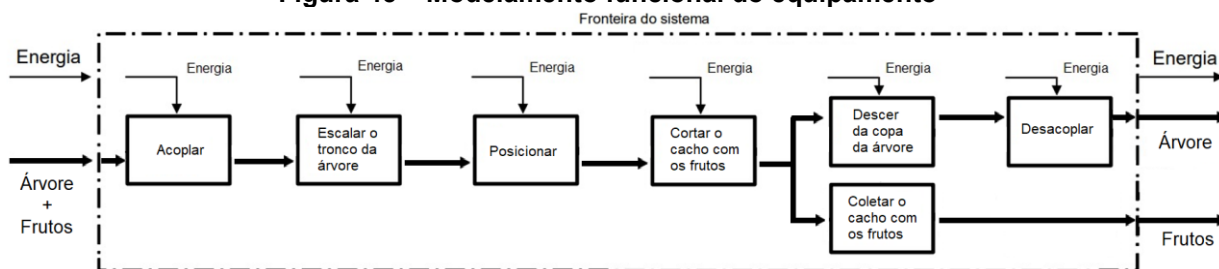 Figura – Modelamento funcional do equipamento
Fronteira do sistema
Energia
Energia
Energia
Energia
Energia
Energia
Energia
Energia
Acoplar
Escalar o
tronco da
árvore
Posicionar
Cortar o
cacho com
os frutos
Descer
da copa
da árvore
Desacoplar
Árvore
Árvore
+
Frutos
Coletar o
cacho com
os frutos
Frutos